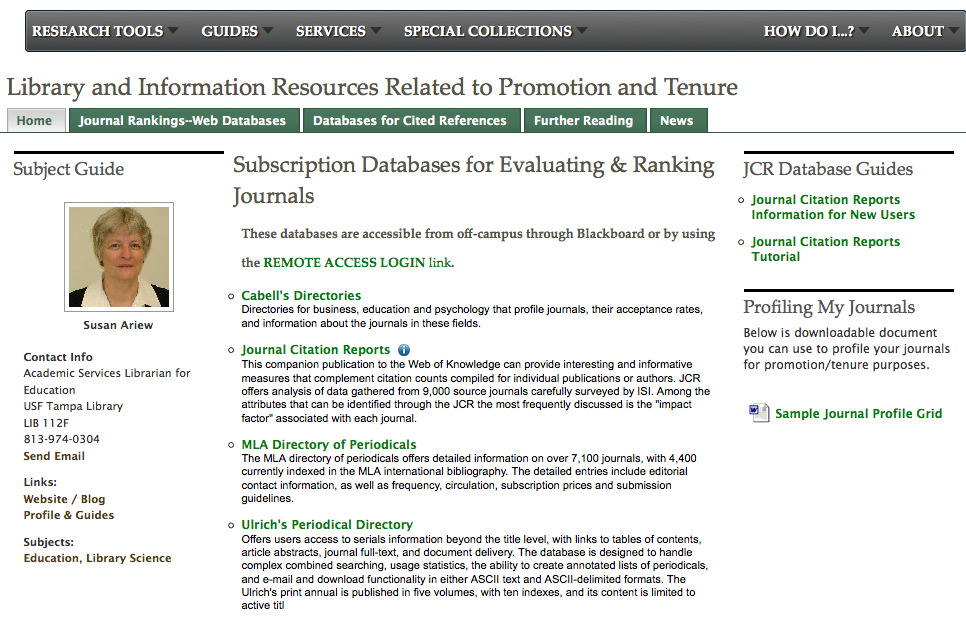 RESEARCH TOOLS GUIDES SERVICES SPECIAL COLLECTIONS HOW DO I...? ABOUT
Library and Information Resources Related to Promotion and Tenure
Home Journal Rankings--Web Databases Databases for Cited References Further Reading News
Subject Guide
Susan Ariew
Contact Info
Academic Services Librarian for
Education
USF Tampa Library
LIB 112F
813-974-0304
Send Email
Links:
Website / Blog
Profile & Guides
Subjects:
Education, Library Science
Subscription Databases for Evaluating & Ranking
Journals
These databases are accessible from off-campus through Blackboard or by using
the REMOTE ACCESS LOGIN link.
Cabell's Directories
Directories for business, education and psychology that profile journals, their acceptance rates,
and information about the journals in these fields.
Journal Citation Reports
This companion publication to the Web of Knowledge can provide interesting and informative
measures that complement citation counts compiled for individual publications or authors. JCR
offers analysis of data gathered from 9,000 source journals carefully surveyed by ISI. Among the
attributes that can be identified through the JCR the most frequently discussed is the "impact
factor" associated with each journal.
MLA Directory of Periodicals
The MLA directory of periodicals offers detailed information on over 7,100 journals, with 4,400
currently indexed in the MLA international bibliography. The detailed entries include editorial
contact information, as well as frequency, circulation, subscription prices and submission
guidelines.
Ulrich's Periodical Directory
Offers users access to serials information beyond the title level, with links to tables of contents,
article abstracts, journal full-text, and document delivery. The database is designed to handle
complex combined searching, usage statistics, the ability to create annotated lists of periodicals,
and e-mail and download functionality in either ASCII text and ASCII-delimited formats. The
Ulrich's print annual is published in five volumes, with ten indexes, and its content is limited to
active titl
JCR Database Guides
Journal Citation Reports
Information for New Users
Journal Citation Reports
Tutorial
Profiling My Journals
Below is downloadable document
you can use to profile your journals
for promotion/tenure purposes.
Sample Journal Profile Grid